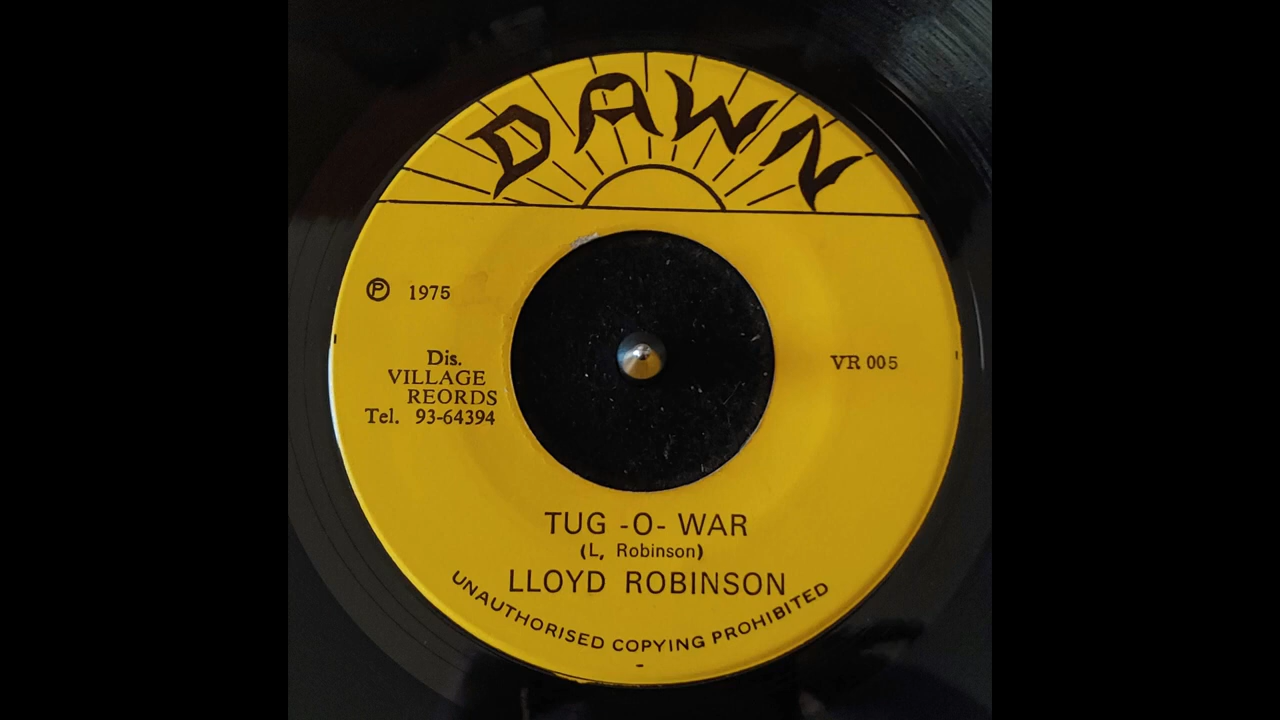 DAWN
℗ 1975
Dis.
VILLAGE
REORDS
Tel. 93-64394
VR 005
TUG -O- WAR
(L, Robinson)
LLOYD ROBINSON
UNAUTHORISED COPYING PROHIBITED